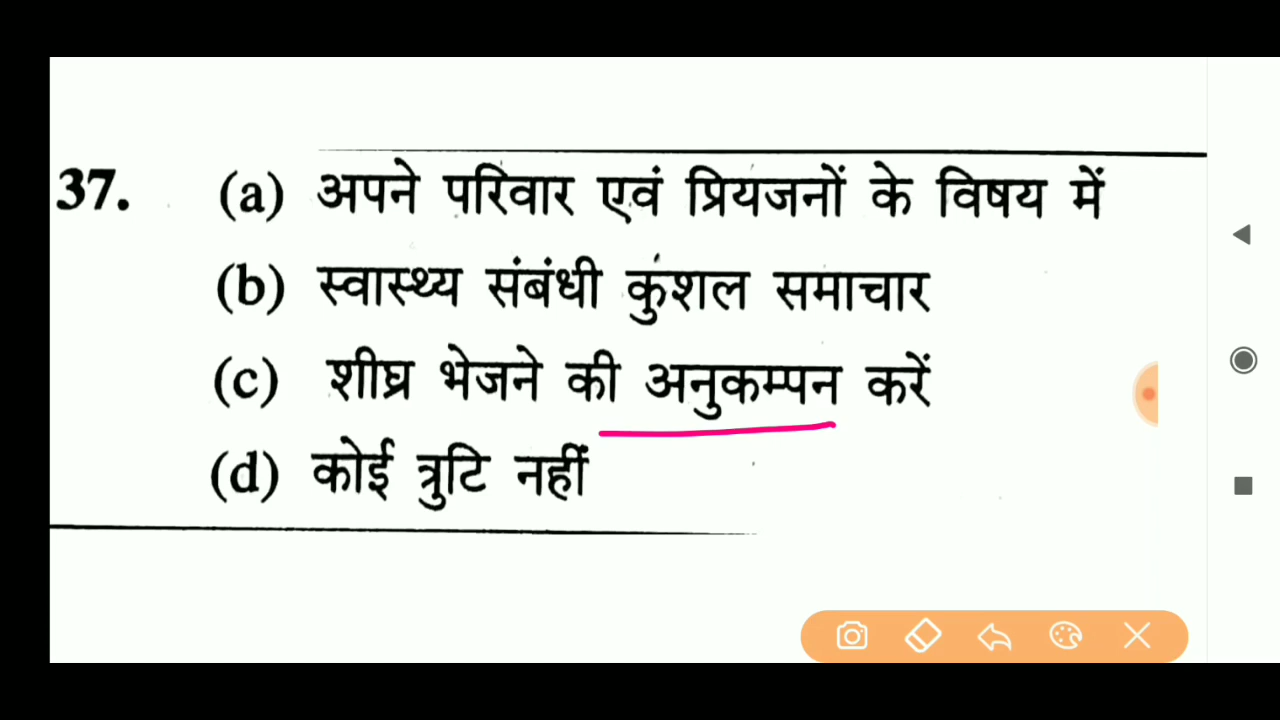 37. (a) अपने परिवार एवं प्रियजनों के विषय में
(b) स्वास्थ्य संबंधी कुशल समाचार
(c) शीघ्र भेजने की अनुकम्पन करें
(d) कोई त्रुटि नहीं